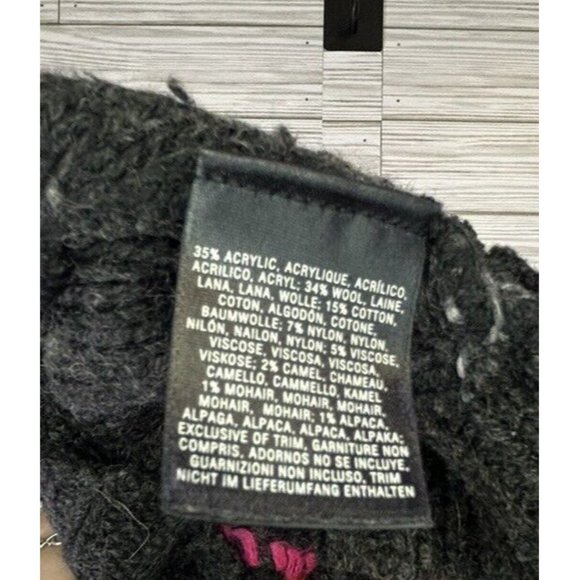 35% ACRYLIC, ACRYLIQUE, ACRÍLICO,
ACRILICO, ACRYL; 34% WOOL, LAINE,
LANA, LANA, WOLLE; 15% COTTON,
COTON, ALGODÓN, COTONE,
BAUMWOLLE; 7% NYLON, NYLON,
NILÓN, NAILON, NYLON; 5% VISCOSE,
VISCOSE, VISCOSA, VISCOSA,
VISKOSE; 2% CAMEL, CHAMEAU,
CAMELLO, CAMMELLO, KAMEL
1% MOHAIR, MOHAIR, MOHAIR,
MOHAIR, MOHAIR; 1% ALPACA,
ALPAGA, ALPACA, ALPACA, ALPAKA;
EXCLUSIVE OF TRIM, GARNITURE NON
COMPRIS, ADORNOS NO SE INCLUYE,
GUARNIZIONI NON INCLUSO, TRIM
NICHT IM LIEFERUMFANG ENTHALTEN